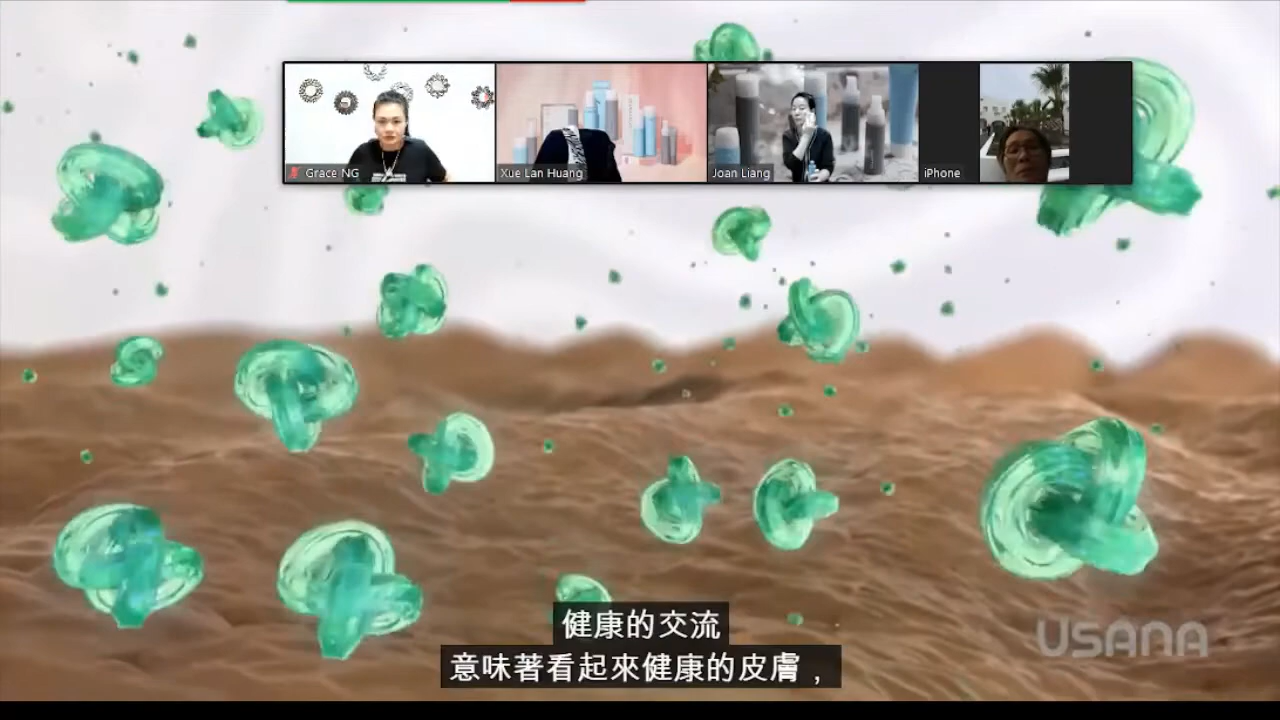 Grace NG
Xue Lan Huang
Joan Liang
iPhone
健康的交流
意味著看起來健康的皮膚，
USANA